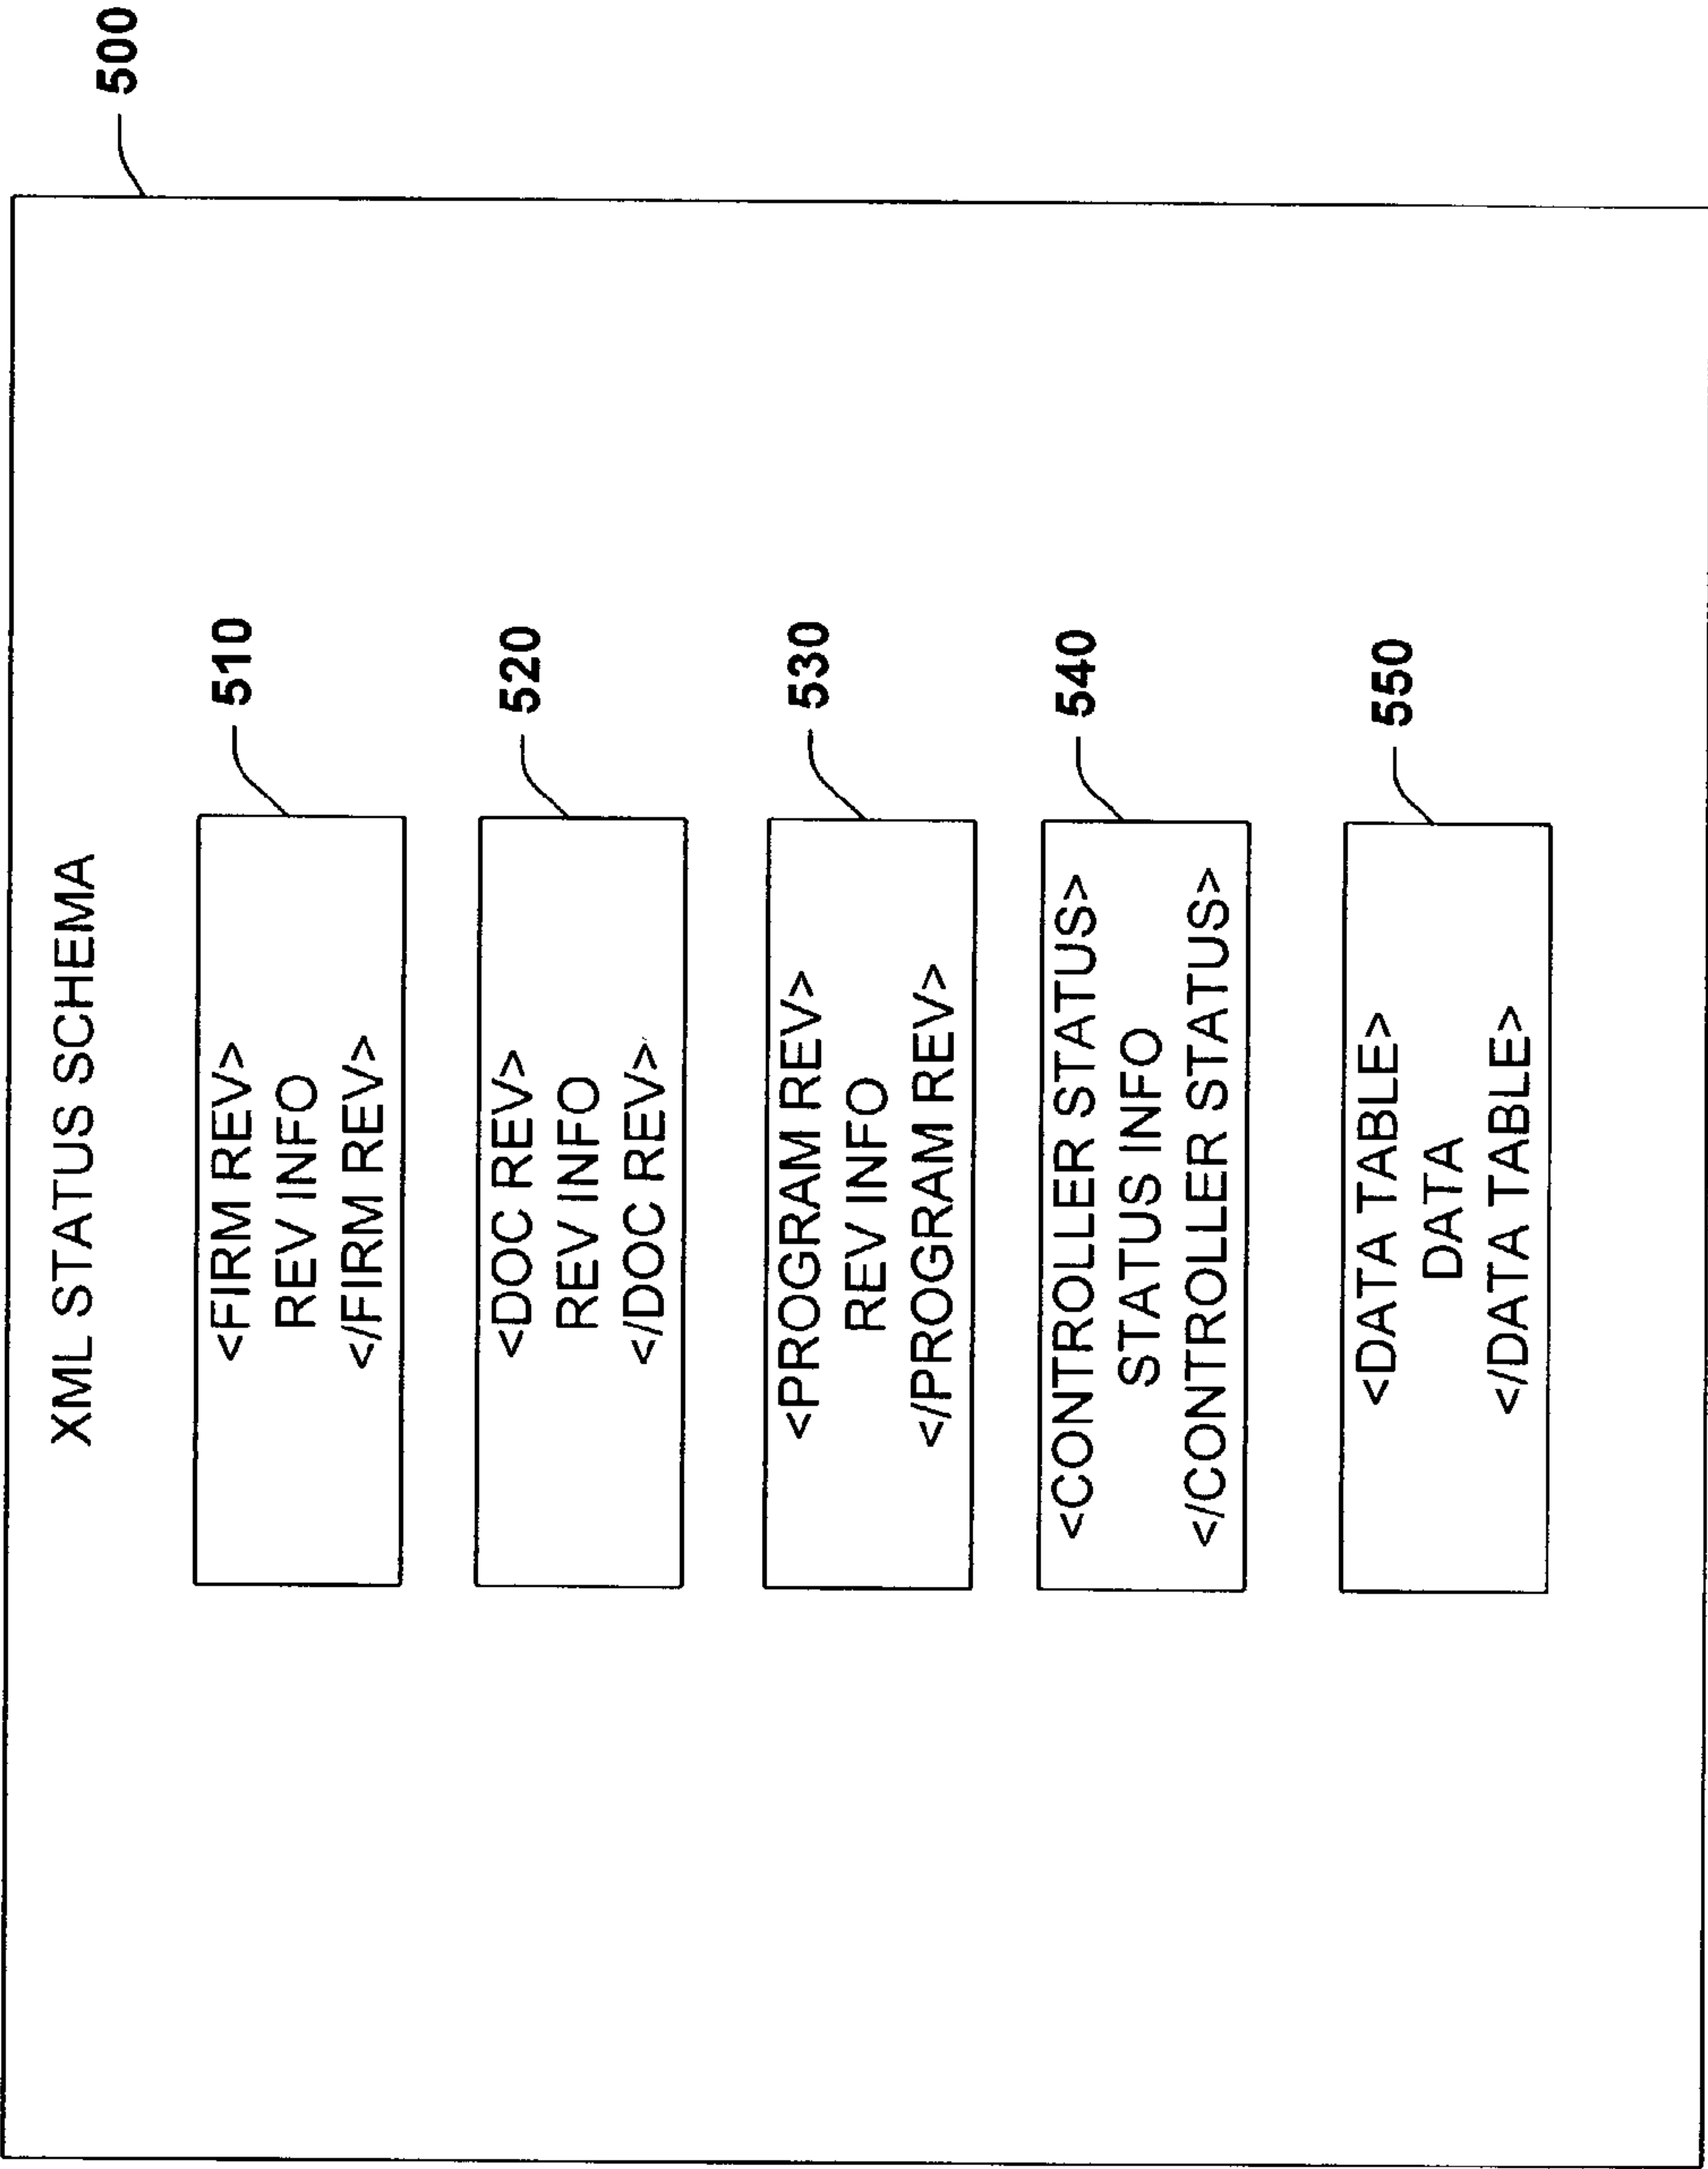 500
XML STATUS SCHEMA
<FIRM REV>
REV INFO
</FIRM REV>
510
<DOC REV>
REV INFO
</DOC REV>
520
<PROGRAM REV>
REV INFO
</PROGRAM REV>
530
<CONTROLLER STATUS>
STATUS INFO
</CONTROLLER STATUS>
540
<DATA TABLE>
DATA
</DATA TABLE>
550